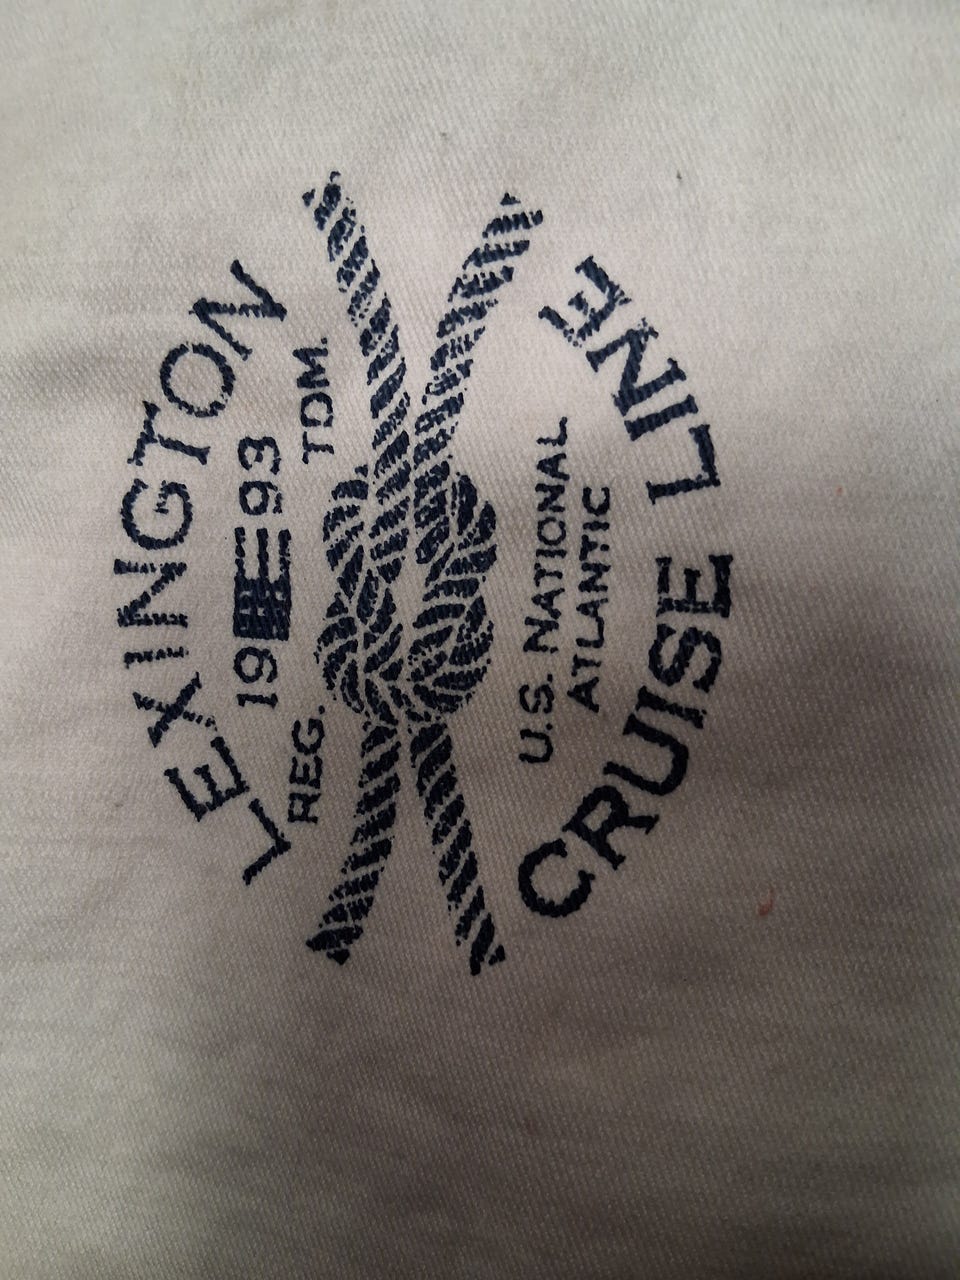 LEXINGTON
19 93
REG. TDM.
U.S. NATIONAL
ATLANTIC
CRUISE LINE